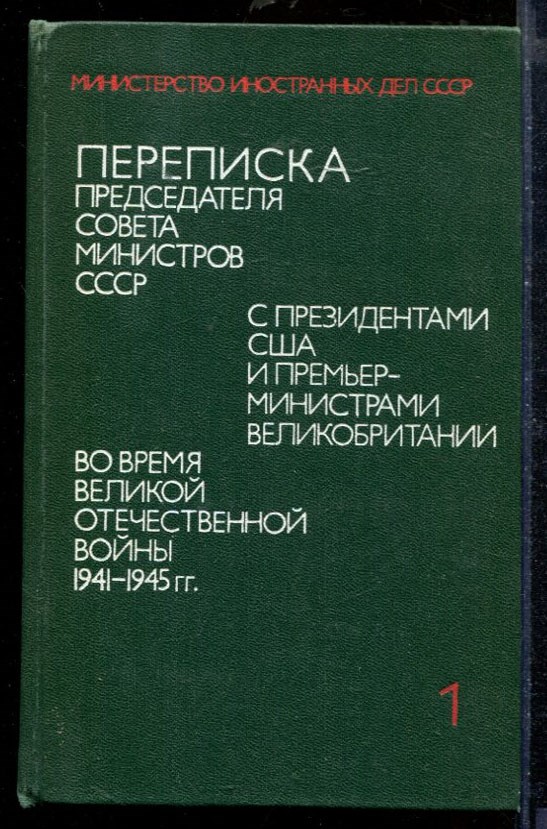 МИНИСТЕРСТВО ИНОСТРАННЫХ ДЕЛ СССР
ПЕРЕПИСКА
ПРЕДСЕДАТЕЛЯ
СОВЕТА
МИНИСТРОВ
СССР
С ПРЕЗИДЕНТАМИ
США
И ПРЕМЬЕР-
МИНИСТРАМИ
ВЕЛИКОБРИТАНИИ
ВО ВРЕМЯ
ВЕЛИКОЙ
ОТЕЧЕСТВЕННОЙ
ВОЙНЫ
1941-1945 гг.
1